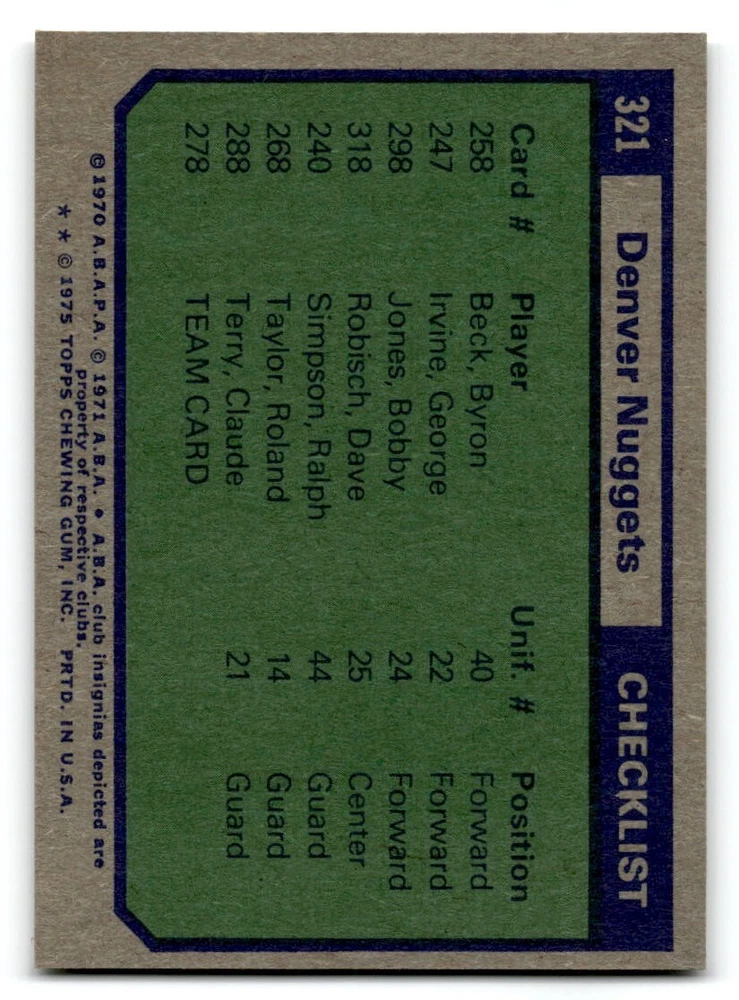 321 Denver Nuggets CHECKLIST
Card # Player Unif. # Position
258 Beck, Byron 40 Forward
247 Irvine, George 22 Forward
298 Jones, Bobby 24 Forward
318 Robisch, Dave 25 Center
240 Simpson, Ralph 44 Guard
268 Taylor, Roland 14 Guard
288 Terry, Claude 21 Guard
278 TEAM CARD
© 1970 A.B.A.P.A. © 1971 A.B.A. • A.B.A. club insignias depicted are
property of respective clubs.
* * © 1975 TOPPS CHEWING GUM, INC. PRTD. IN U.S.A.